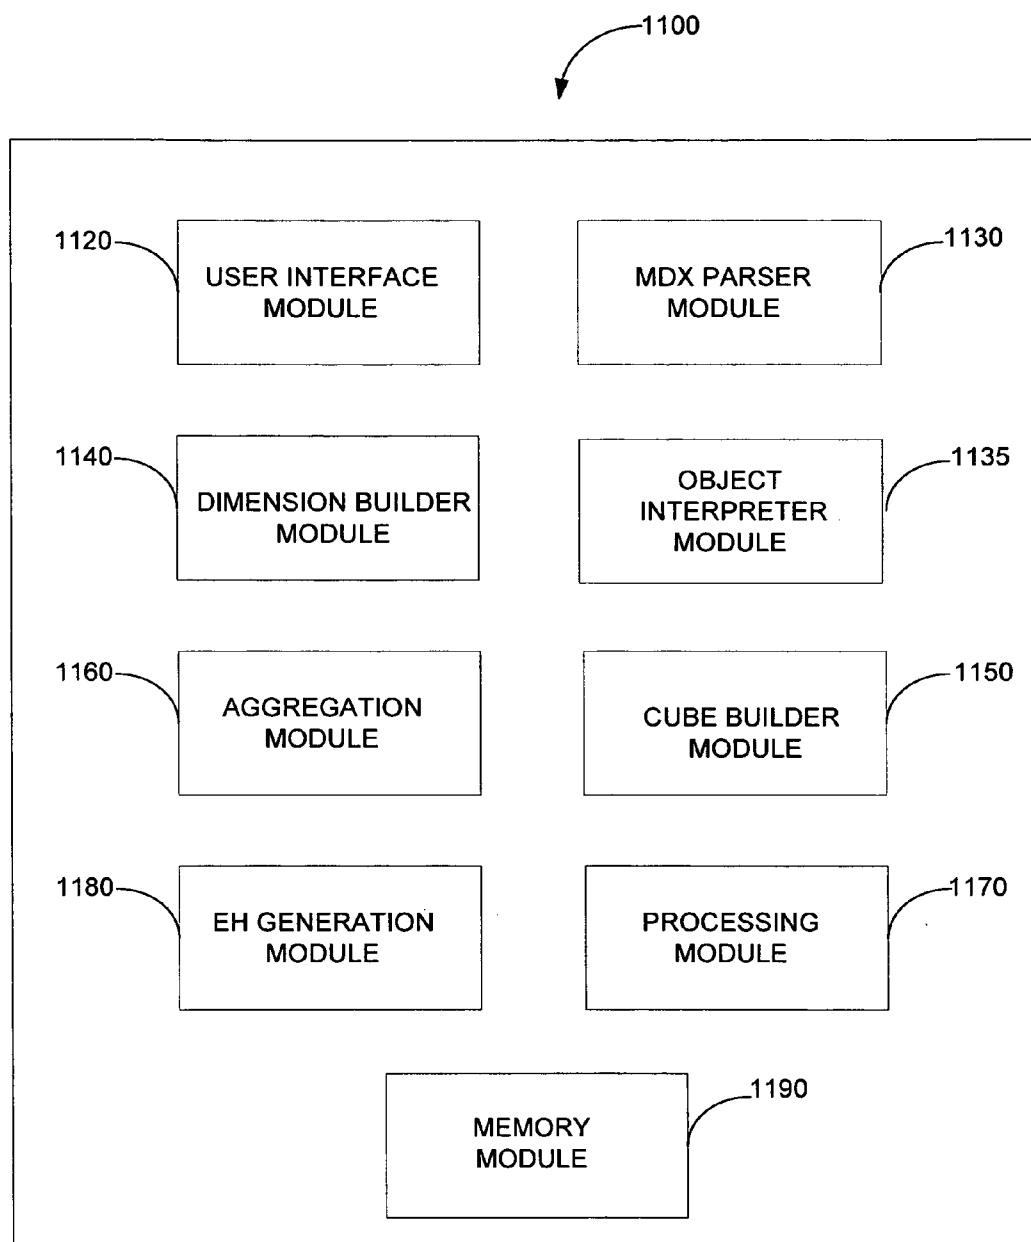 1100
1120
USER INTERFACE
MODULE
1130
MDX PARSER
MODULE
1140
DIMENSION BUILDER
MODULE
1135
OBJECT
INTERPRETER
MODULE
1160
AGGREGATION
MODULE
1150
CUBE BUILDER
MODULE
1180
EH GENERATION
MODULE
1170
PROCESSING
MODULE
1190
MEMORY
MODULE